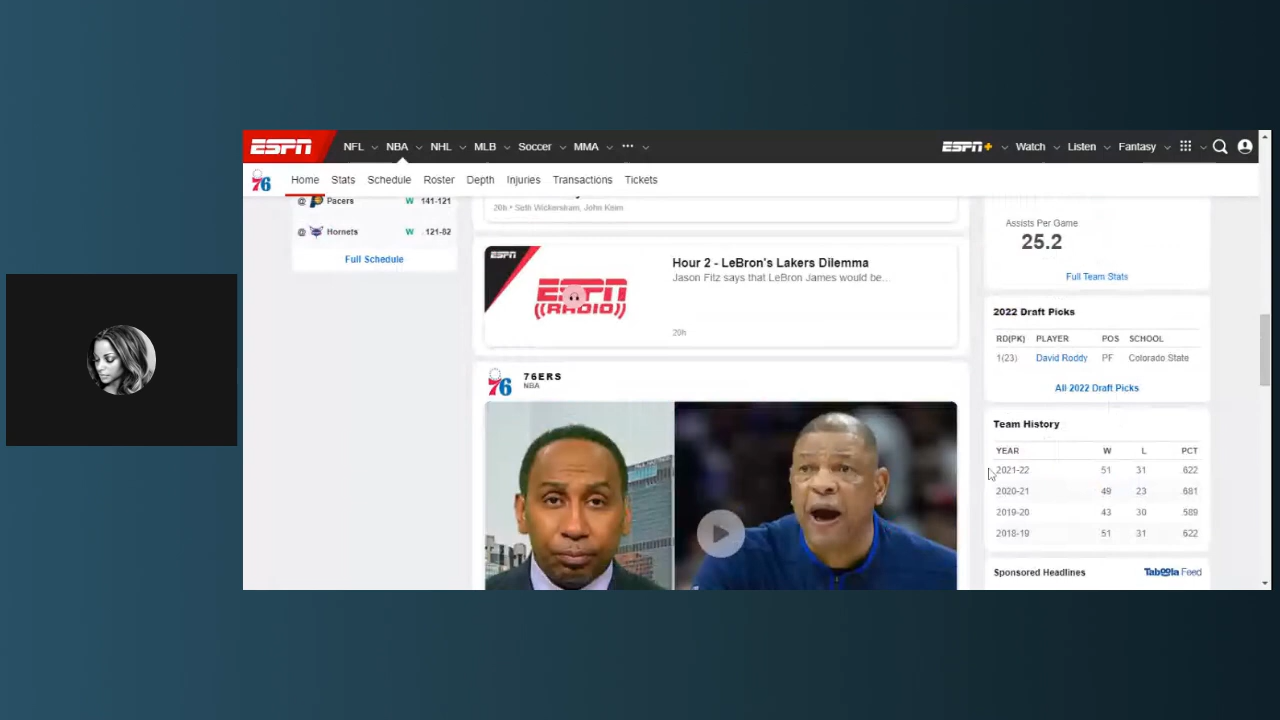 ESPN NFL NBA NHL MLB Soccer MMA ... ESPN+ Watch Listen Fantasy
76 Home Stats Schedule Roster Depth Injuries Transactions Tickets
@ Pacers W 141-121
@ Hornets W 121-82
Full Schedule
20h • Seth Wickersham, John Keim
ESPN
ESPN
((RADIO))
Hour 2 - LeBron's Lakers Dilemma
Jason Fitz says that LeBron James would be...
20h
76 76ERS
NBA
Assists Per Game
25.2
Full Team Stats
2022 Draft Picks
RD(PK) PLAYER POS SCHOOL
1(23) David Roddy PF Colorado State
All 2022 Draft Picks
Team History
YEAR W L PCT
2021-22 51 31 .622
2020-21 49 23 .681
2019-20 43 30 .589
2018-19 51 31 .622
Sponsored Headlines Taboola Feed